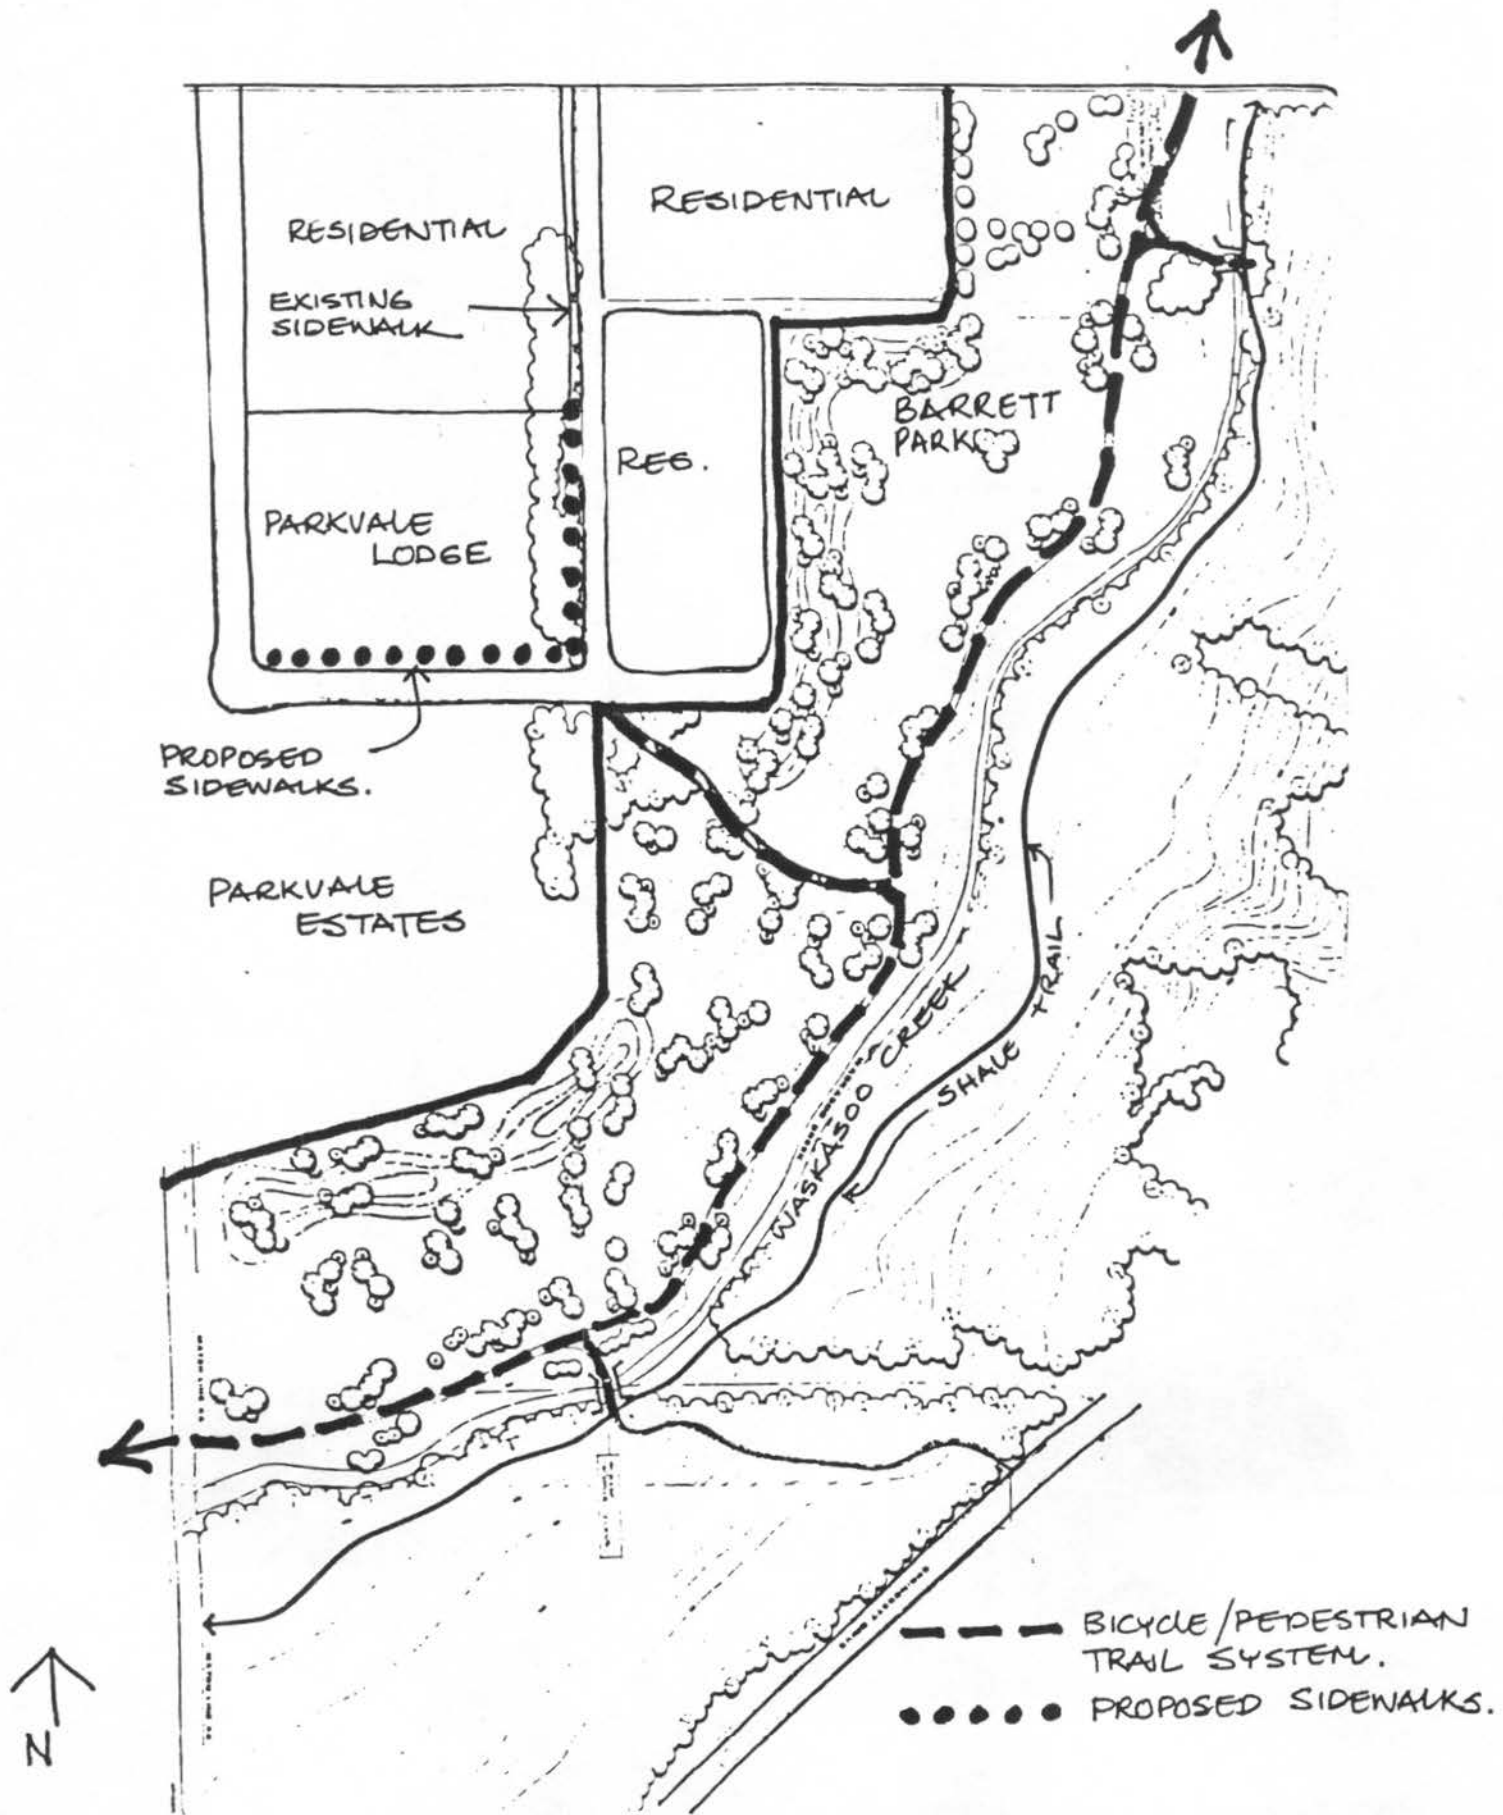 RESIDENTIAL
RESIDENTIAL
EXISTING
SIDEWALK
BARRETT
PARK
RES.
PARKVALE
LODGE
PROPOSED
SIDEWALKS.
PARKVALE
ESTATES
TRAIL
WASKASOO CREEK
SHALE
BICYCLE/PEDESTRIAN
TRAIL SYSTEM.
PROPOSED SIDEWALKS.
N